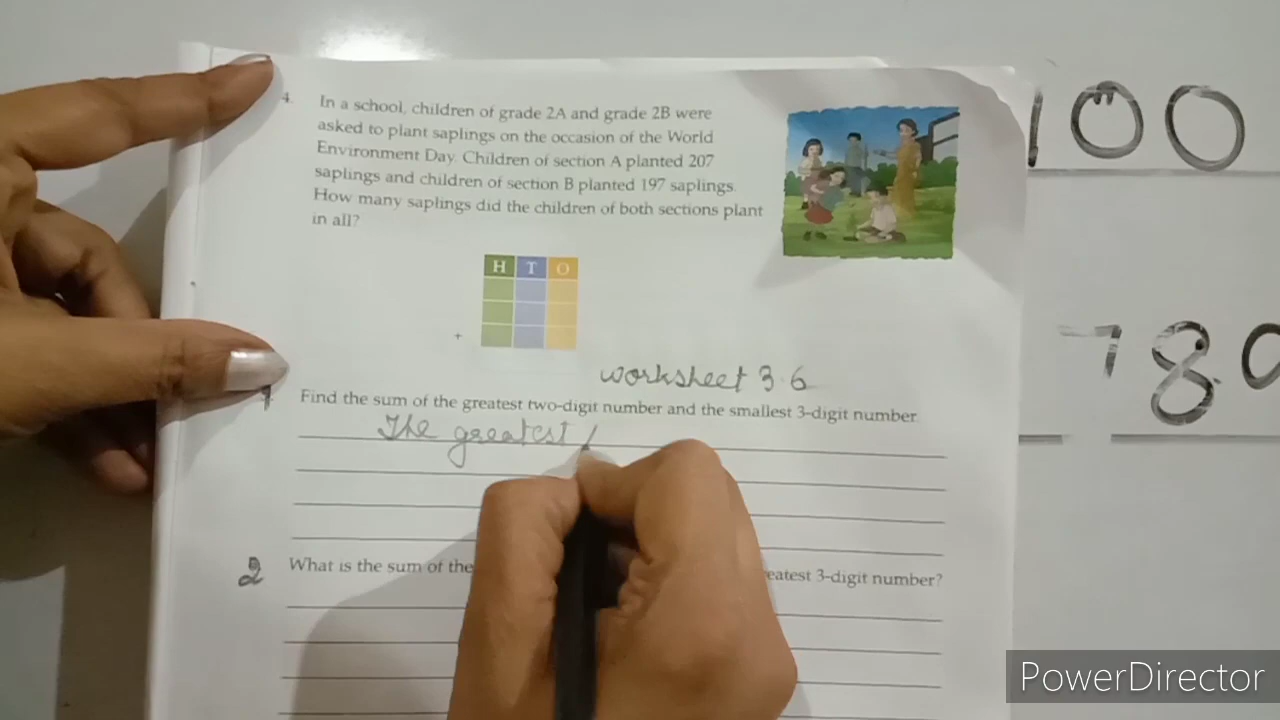 4. In a school, children of grade 2A and grade 2B were
asked to plant saplings on the occasion of the World
Environment Day. Children of section A planted 207
saplings and children of section B planted 197 saplings.
How many saplings did the children of both sections plant
in all?
H T O
+
worksheet 3.6
1 Find the sum of the greatest two-digit number and the smallest 3-digit number.
The greatest
2 What is the sum of the
eatest 3-digit number?
100
789
PowerDirector